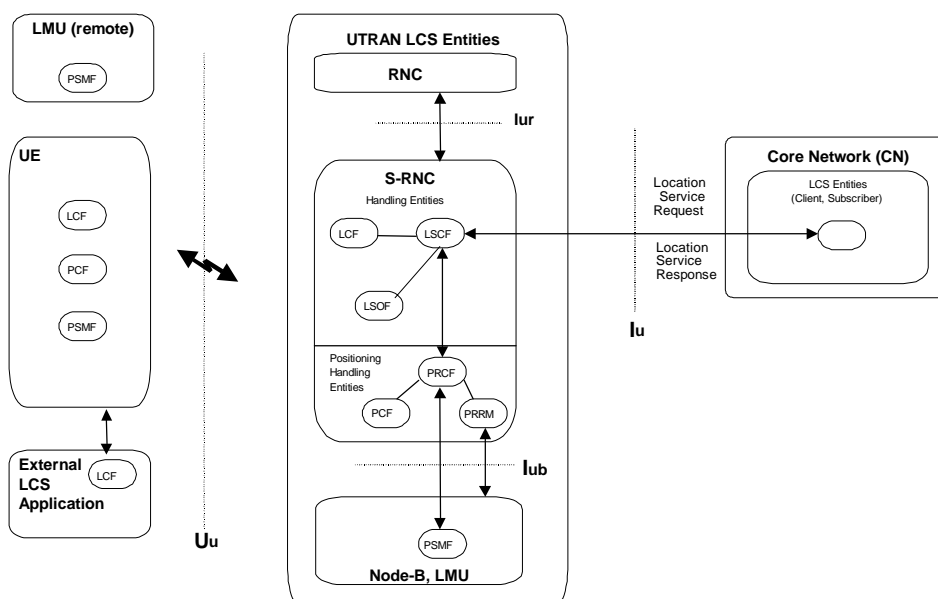 LMU (remote)
PSMF
UE
LCF
PCF
PSMF
External
LCS
Application
LCF
Uu
UTRAN LCS Entities
RNC
Iur
S-RNC
Handling Entities
LCF
LSCF
LSOF
Positioning
Handling
Entities
PRCF
PCF
PRRM
Iub
PSMF
Node-B, LMU
Location
Service
Request
Location
Service
Response
Iu
Core Network (CN)
LCS Entities
(Client, Subscriber)